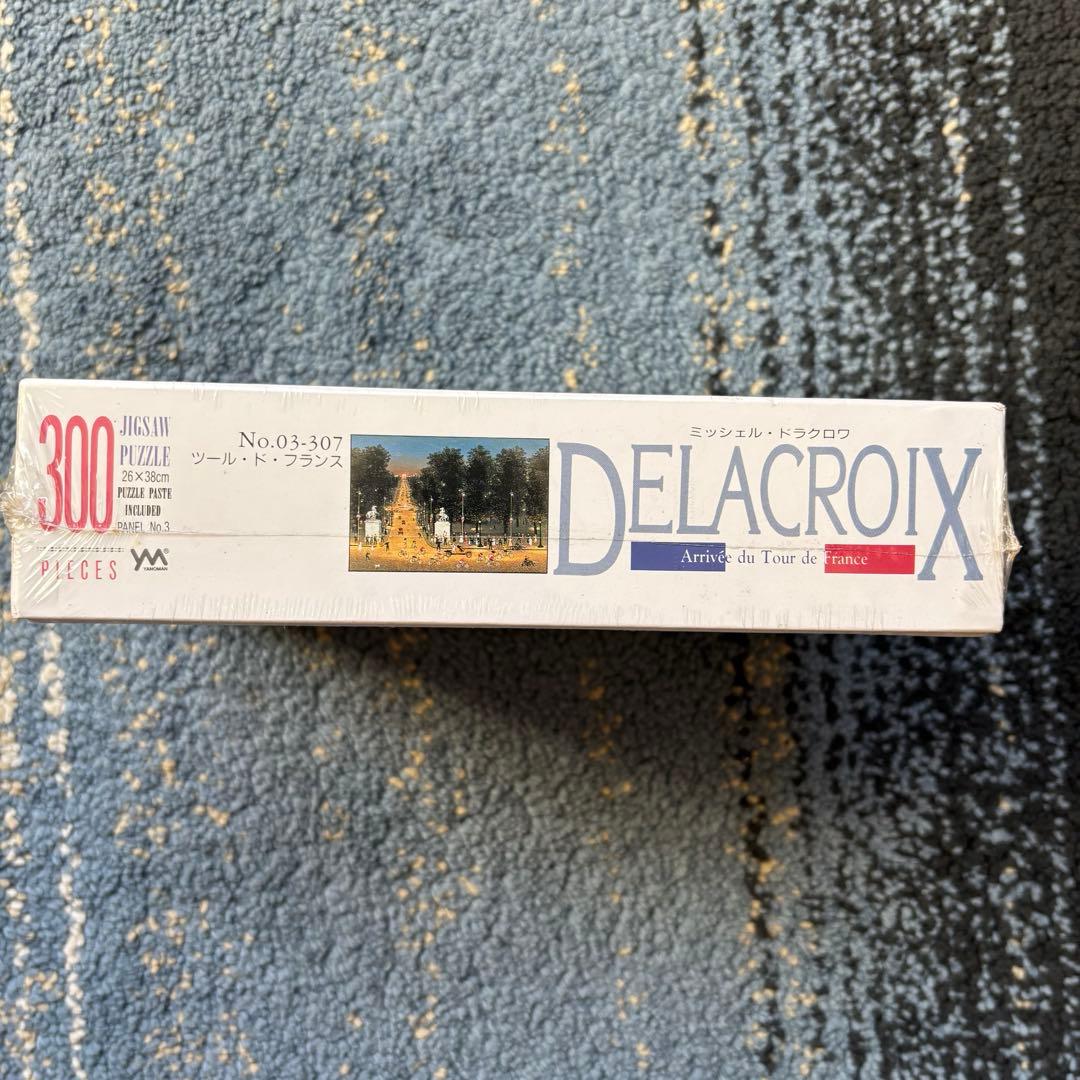 300
JIGSAW
PUZZLE
26×38cm
PUZZLE PASTE
INCLUDED
PANEL No.3
PIECES
YM®
YANOMAN
No.03-307
ツール・ド・フランス
ミッシェル・ドラクロワ
DELACROIX
Arrivée du Tour de France